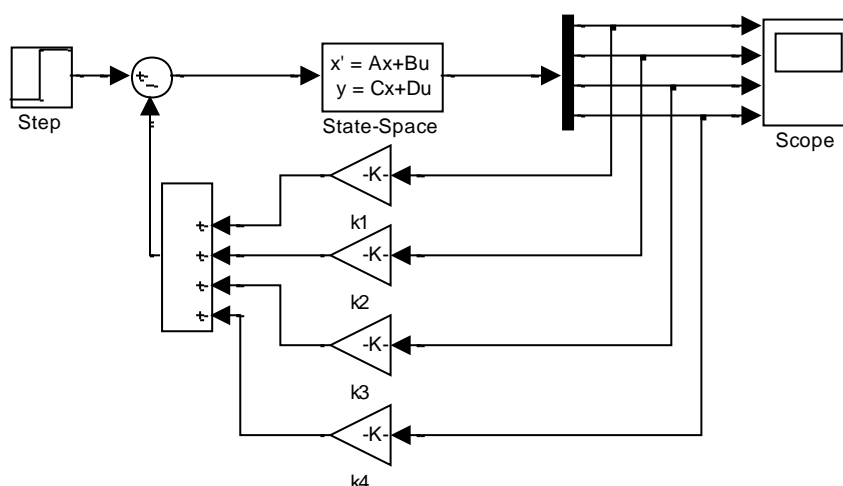 x' = Ax+Bu
y = Cx+Du
Step
State-Space
Scope
-K-
k1
-K-
k2
-K-
k3
-K-
k4